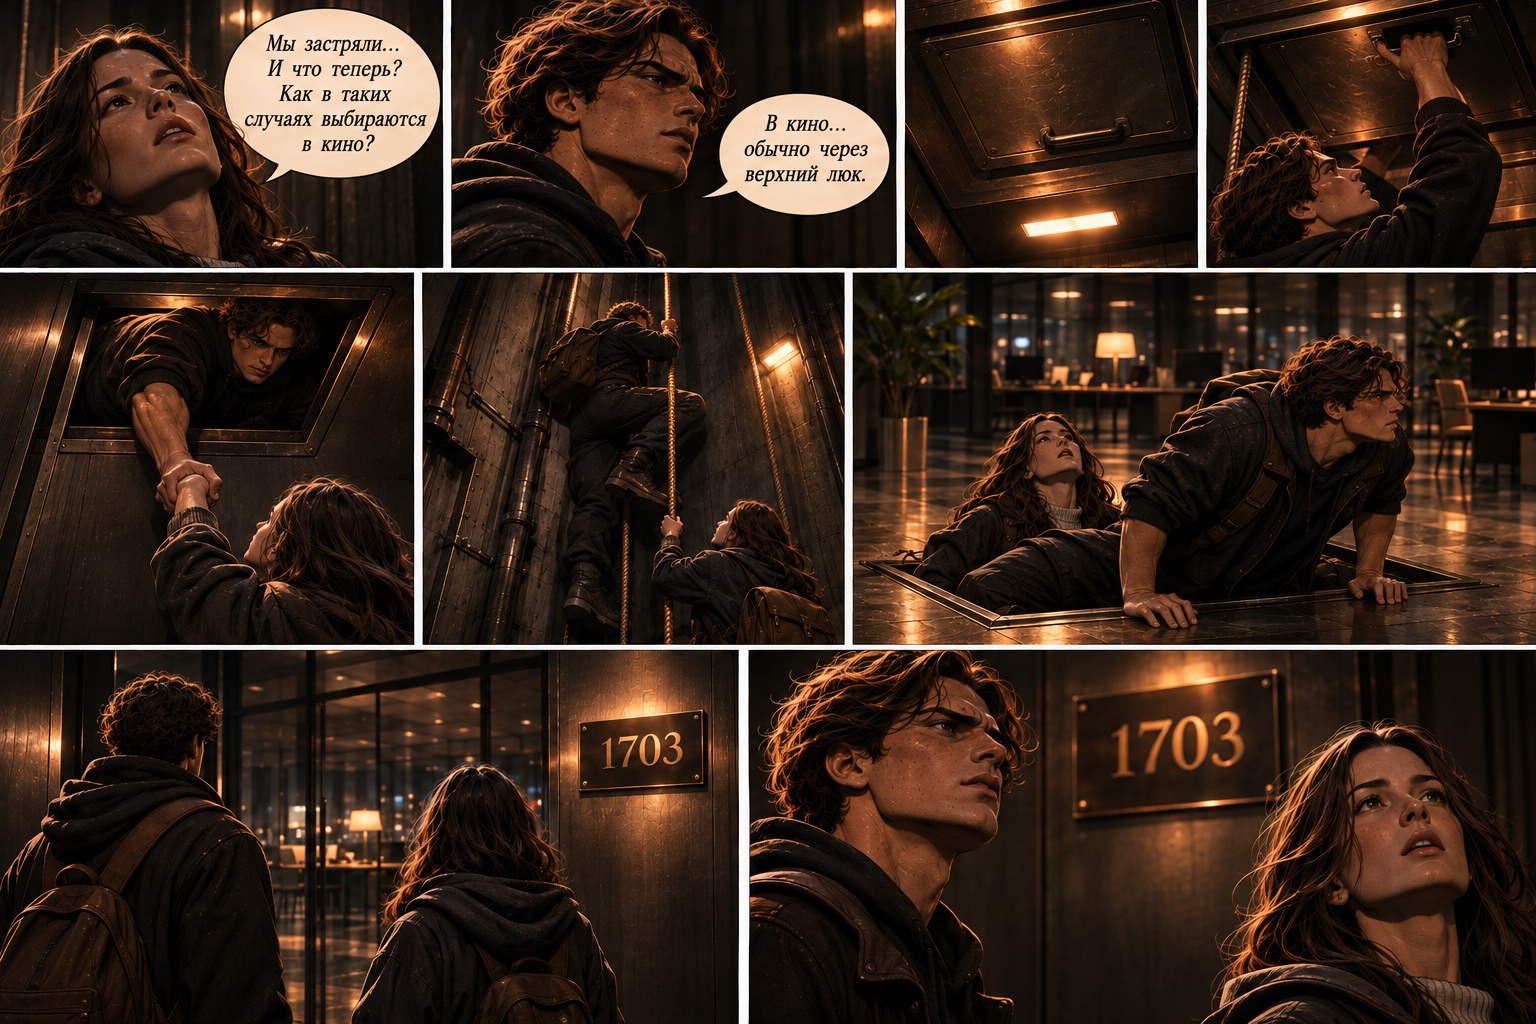 Мы застряли...
И что теперь?
Как в таких
случаях выбираются
в кино?
В кино...
обычно через
верхний люк.
1703
1703